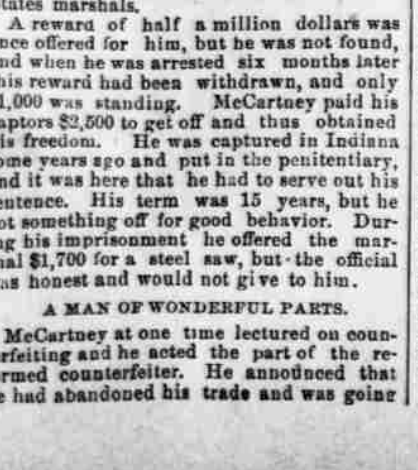 tates marshals.
A reward of half a million dollars was
nce offered for him, but he was not found,
nd when he was arrested six months later
his reward had been withdrawn, and only
1,000 was standing. McCartney paid his
aptors $2,500 to get off and thus obtained
is freedom. He was captured in Indiana
ome years ago and put in the penitentiary,
nd it was here that he had to serve out his
entence. His term was 15 years, but he
ot something off for good behavior. Dur-
ng his imprisonment he offered the mar-
hal $1,700 for a steel saw, but the official
as honest and would not give to him.
A MAN OF WONDERFUL PARTS.
McCartney at one time lectured on coun-
erfeiting and he acted the part of the re-
ormed counterfeiter. He annodnced that
e had abandoned his trade and was going